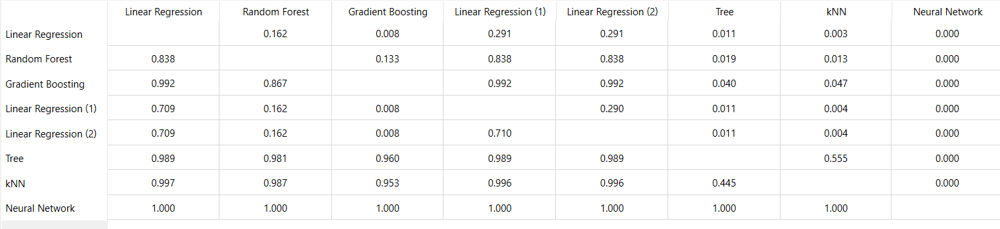 Linear Regression Random Forest Gradient Boosting Linear Regression (1) Linear Regression (2) Tree kNN Neural Network
Linear Regression 0.162 0.008 0.291 0.291 0.011 0.003 0.000
Random Forest 0.838 0.133 0.838 0.838 0.019 0.013 0.000
Gradient Boosting 0.992 0.867 0.992 0.992 0.040 0.047 0.000
Linear Regression (1) 0.709 0.162 0.008 0.290 0.011 0.004 0.000
Linear Regression (2) 0.709 0.162 0.008 0.710 0.011 0.004 0.000
Tree 0.989 0.981 0.960 0.989 0.989 0.555 0.000
kNN 0.997 0.987 0.953 0.996 0.996 0.445 0.000
Neural Network 1.000 1.000 1.000 1.000 1.000 1.000 1.000